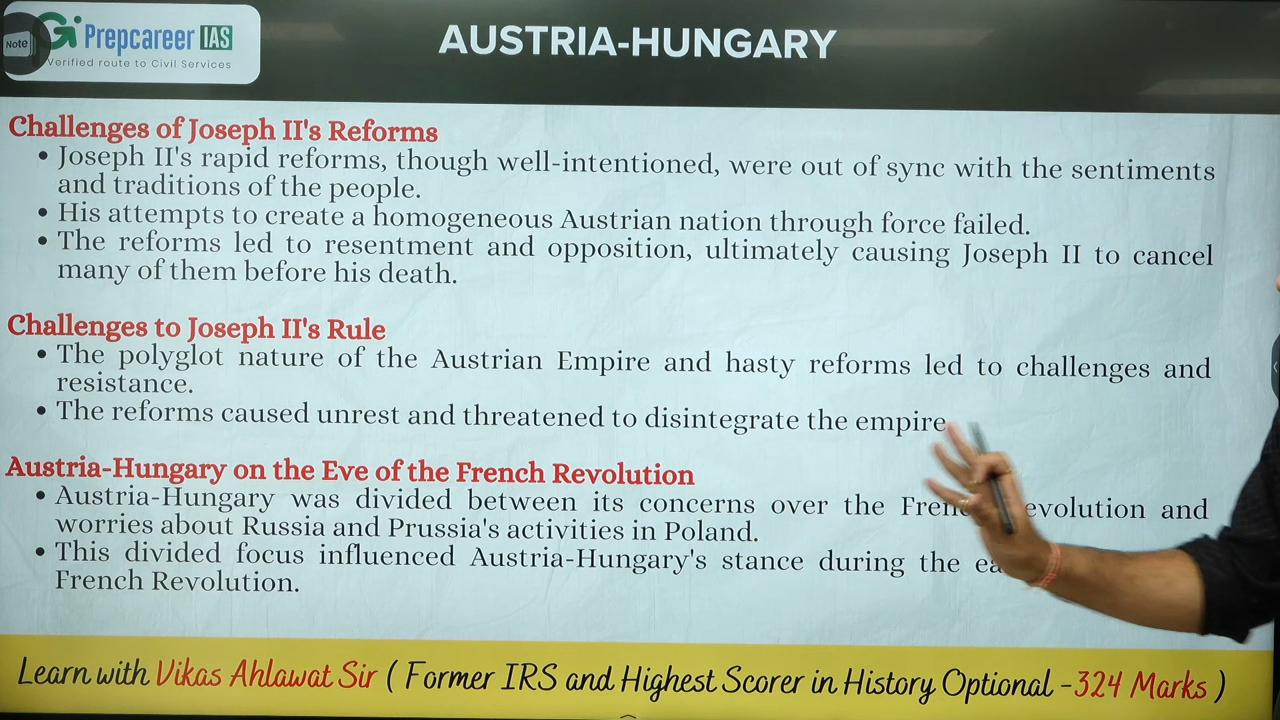 Note
Gi Prepcareer IAS
Verified route to Civil Services
AUSTRIA-HUNGARY
Challenges of Joseph II's Reforms
• Joseph II's rapid reforms, though well-intentioned, were out of sync with the sentiments
and traditions of the people.
• His attempts to create a homogeneous Austrian nation through force failed.
• The reforms led to resentment and opposition, ultimately causing Joseph II to cancel
many of them before his death.
Challenges to Joseph II's Rule
• The polyglot nature of the Austrian Empire and hasty reforms led to challenges and
resistance.
• The reforms caused unrest and threatened to disintegrate the empire
Austria-Hungary on the Eve of the French Revolution
• Austria-Hungary was divided between its concerns over the and
worries about Russia and Prussia's activities in Poland.
• This divided focus influenced Austria-Hungary's stance during the
French Revolution.
Learn with Vikas Ahlawat Sir ( Former IRS and Highest Scorer in History Optional -324 Marks )